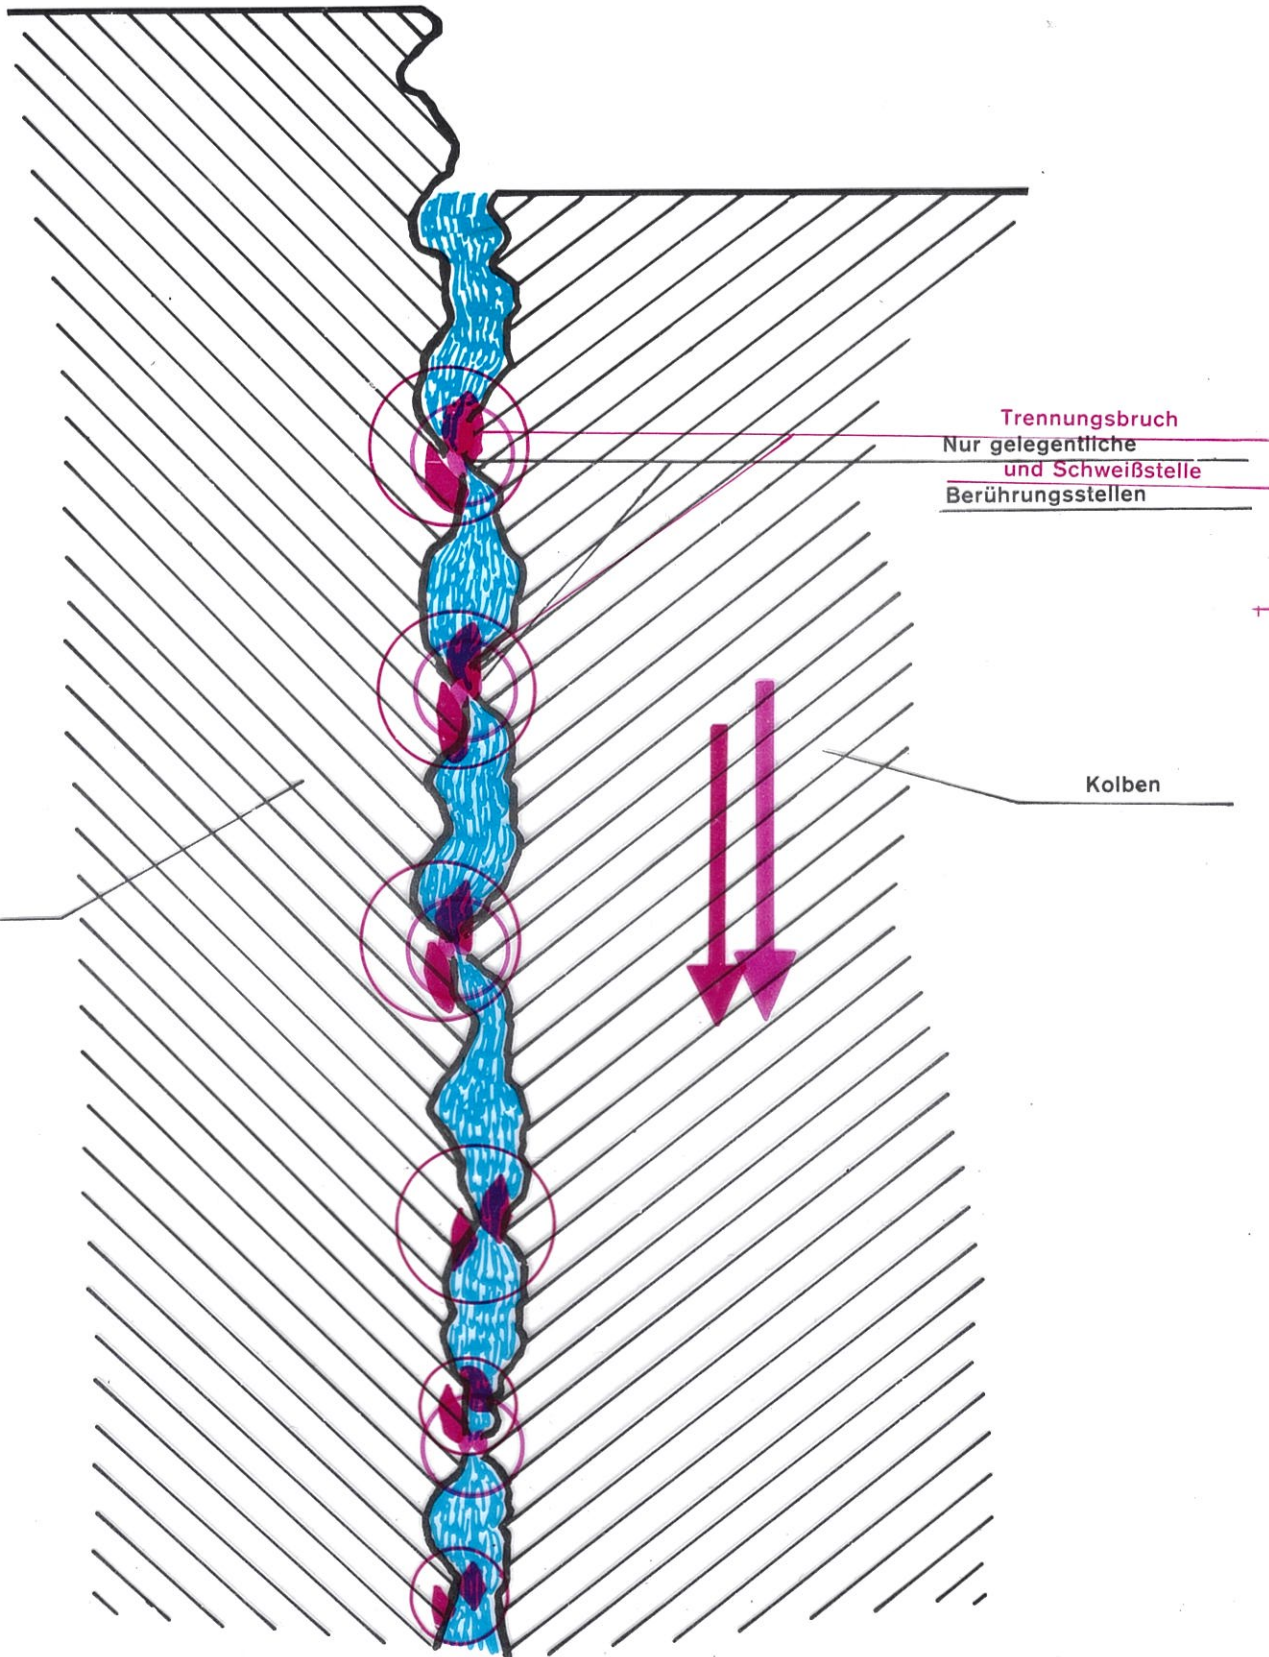 Trennungsbruch
Nur gelegentliche
und Schweißstelle
Berührungsstellen
Kolben